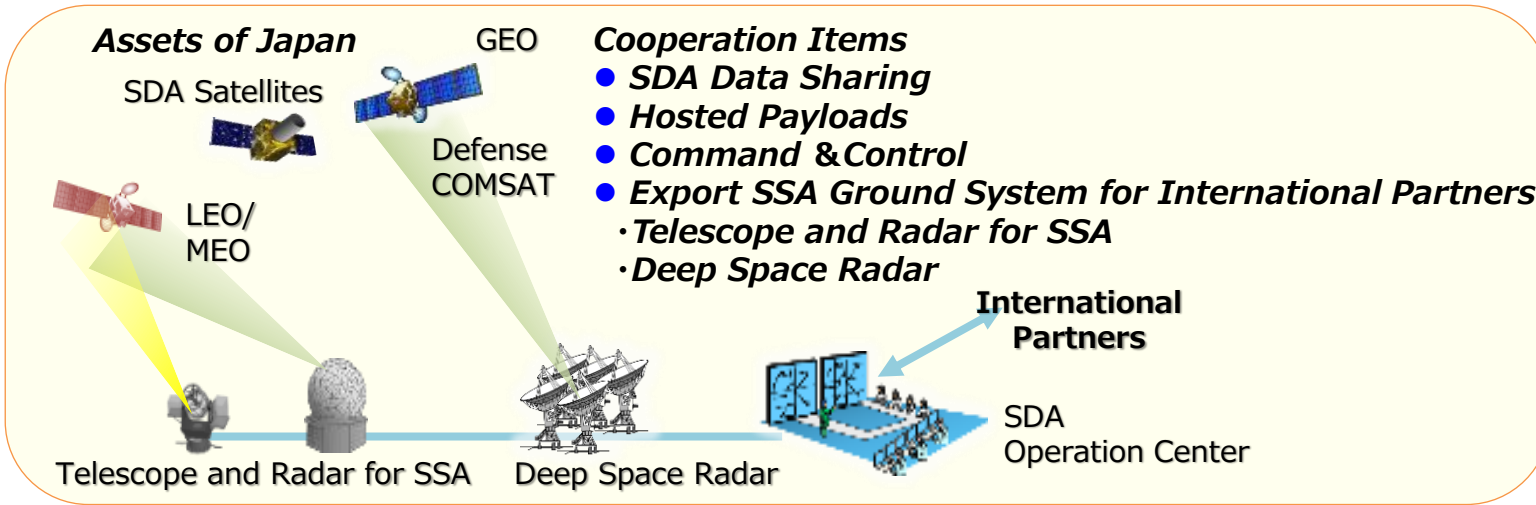 Assets of Japan
SDA Satellites
GEO
Defense
COMSAT
LEO/
MEO
Cooperation Items
● SDA Data Sharing
● Hosted Payloads
● Command &Control
● Export SSA Ground System for International Partners
・Telescope and Radar for SSA
・Deep Space Radar
International
Partners
SDA
Operation Center
Telescope and Radar for SSA
Deep Space Radar